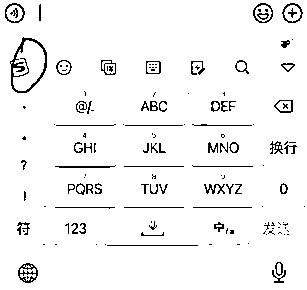 S
@/. ABC DEF
GHI JKL MNO 换行
?
PQRS TUV WXYZ 0
!
符 123 中 发送